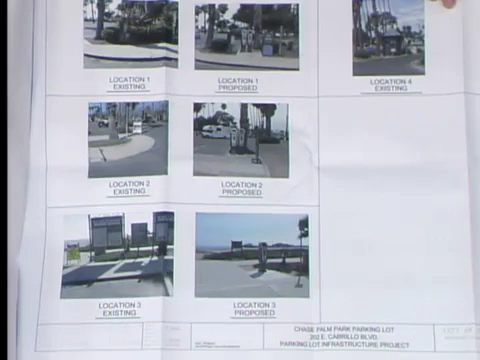 LOCATION 1
EXISTING
LOCATION 1
PROPOSED
LOCATION 4
EXISTING
LOCATION 2
EXISTING
LOCATION 2
PROPOSED
LOCATION 3
EXISTING
LOCATION 3
PROPOSED
CHASE PALM PARK PARKING LOT
202 E. CABRILLO BLVD.
PARKING LOT INFRASTRUCTURE PROJECT